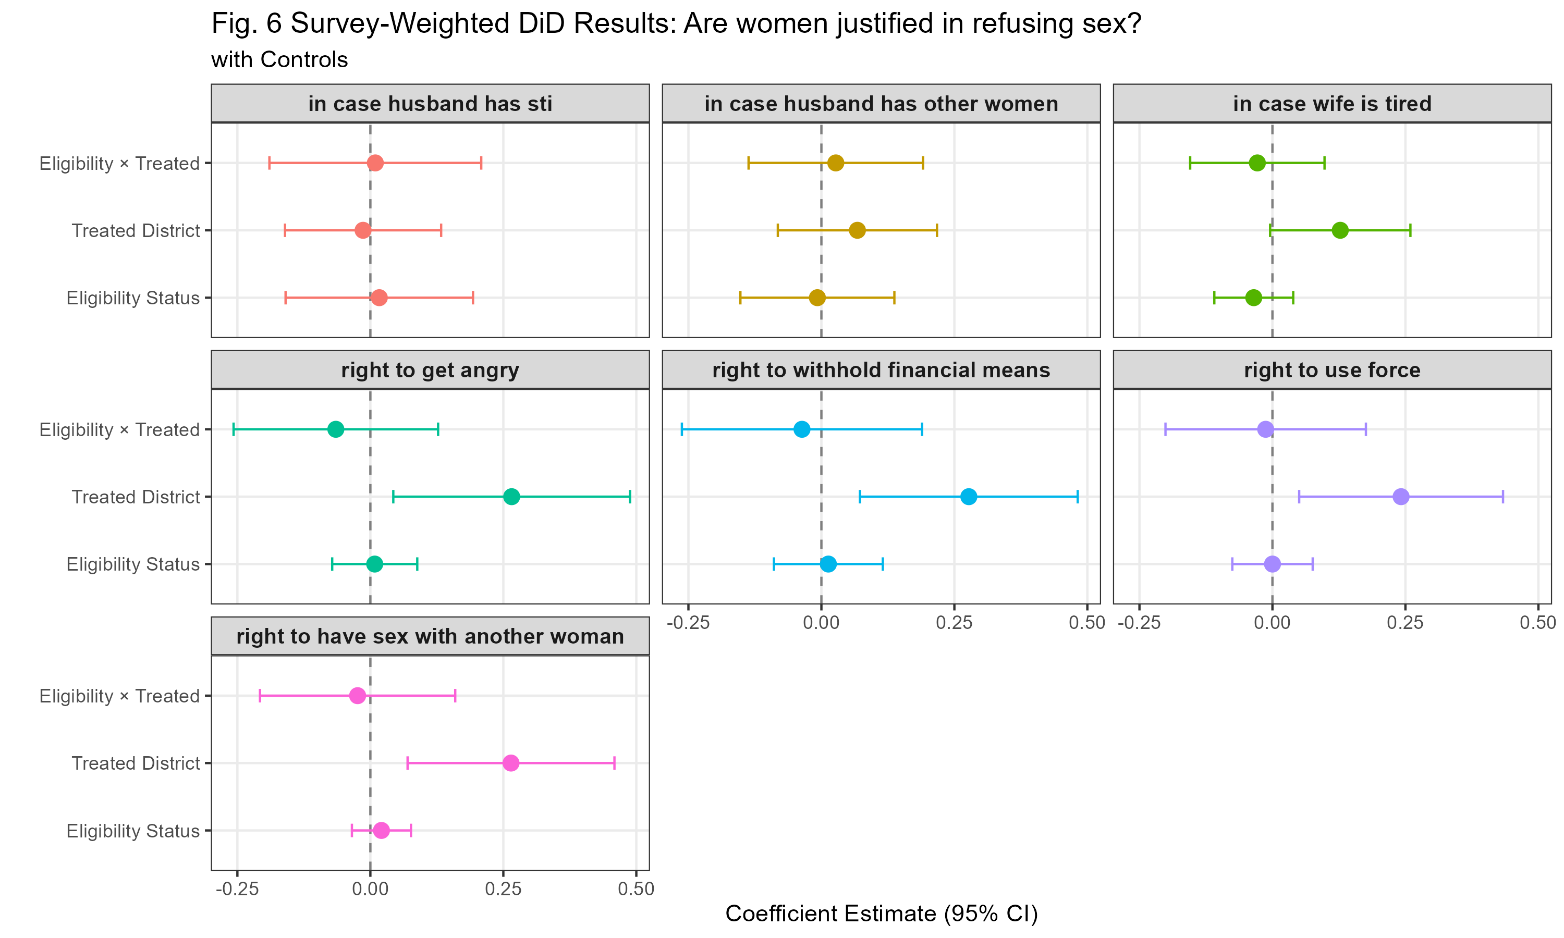 Fig. 6 Survey-Weighted DiD Results: Are women justified in refusing sex?
with Controls
in case husband has sti
in case husband has other women
in case wife is tired
Eligibility × Treated
Treated District
Eligibility Status
right to get angry
right to withhold financial means
right to use force
Eligibility × Treated
Treated District
Eligibility Status
-0.25 0.00 0.25 0.50
-0.25 0.00 0.25 0.50
right to have sex with another woman
Eligibility × Treated
Treated District
Eligibility Status
-0.25 0.00 0.25 0.50
Coefficient Estimate (95% CI)